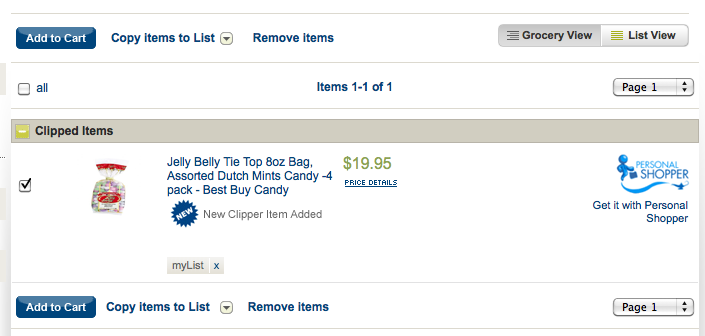 Add to Cart Copy items to List Remove items Grocery View List View
all Items 1-1 of 1 Page 1
Clipped Items
Jelly Belly Tie Top 8oz Bag, $19.95
Assorted Dutch Mints Candy -4
pack - Best Buy Candy
PRICE DETAILS
PERSONAL
SHOPPER
Get it with Personal
Shopper
NEW New Clipper Item Added
myList x
Add to Cart Copy items to List Remove items Page 1